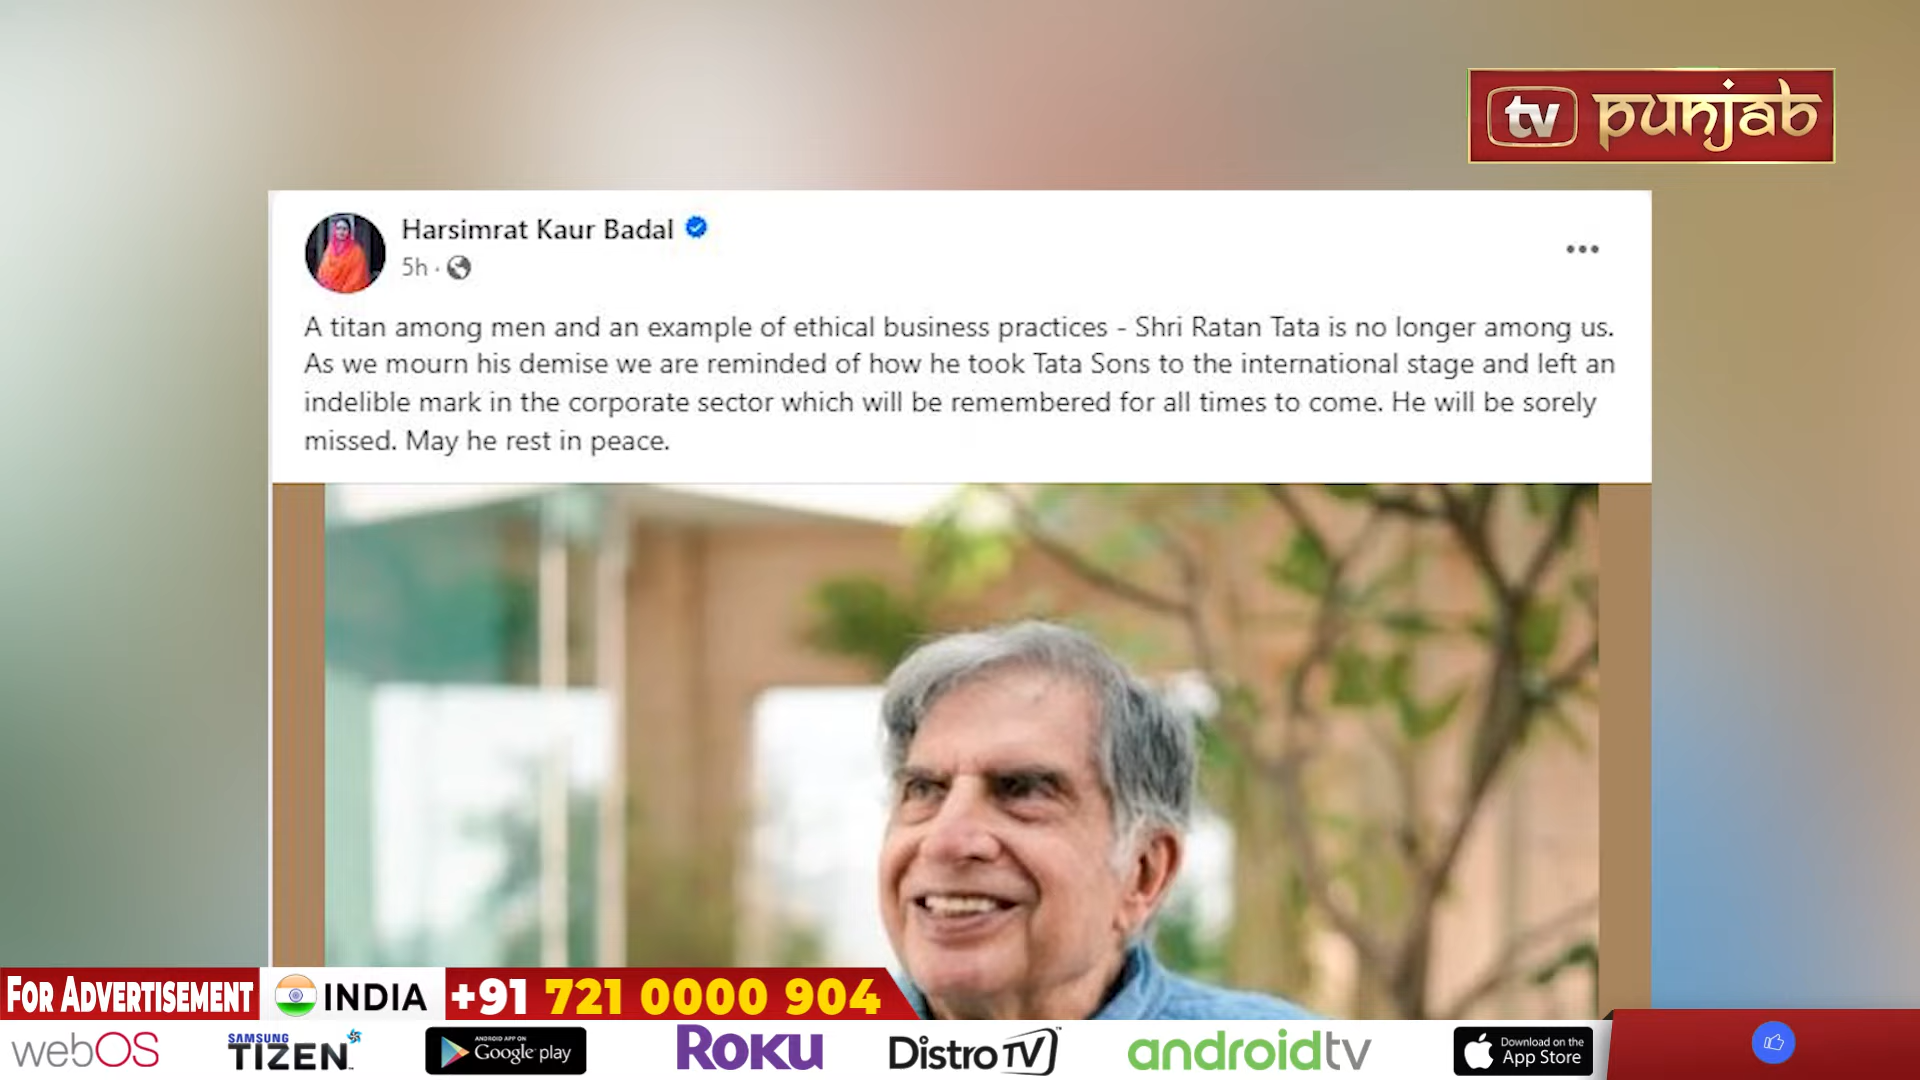 tv punjab
Harsimrat Kaur Badal
5h ·
A titan among men and an example of ethical business practices - Shri Ratan Tata is no longer among us.
As we mourn his demise we are reminded of how he took Tata Sons to the international stage and left an
indelible mark in the corporate sector which will be remembered for all times to come. He will be sorely
missed. May he rest in peace.
FOR ADVERTISEMENT INDIA +91 721 0000 904
webOS
SAMSUNG
TIZEN™
ANDROID APP ON
Google play
ROKU
DistroTV™
androidtv
Download on the
App Store